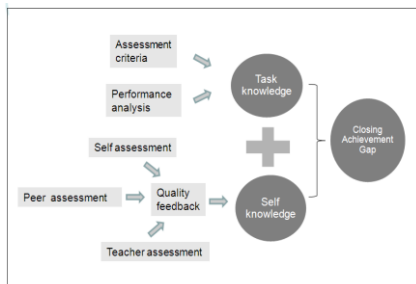 Assessment
criteria
Performance
analysis
Task
knowledge
Self assessment
Peer assessment
Quality
feedback
Teacher assessment
Self
knowledge
Closing
Achievement
Gap